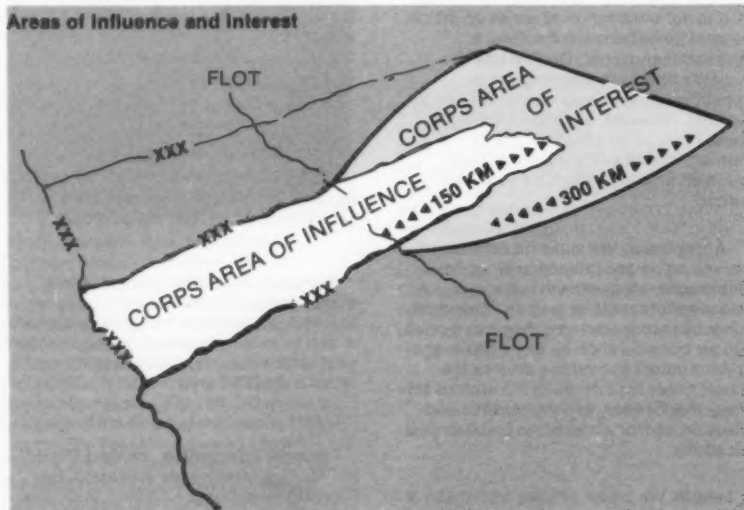 Areas of Influence and Interest
FLOT
CORPS AREA
OF
INTEREST
XXX
XXX
XXX
150 KM
300 KM
CORPS AREA OF INFLUENCE
XXX
XXX
FLOT